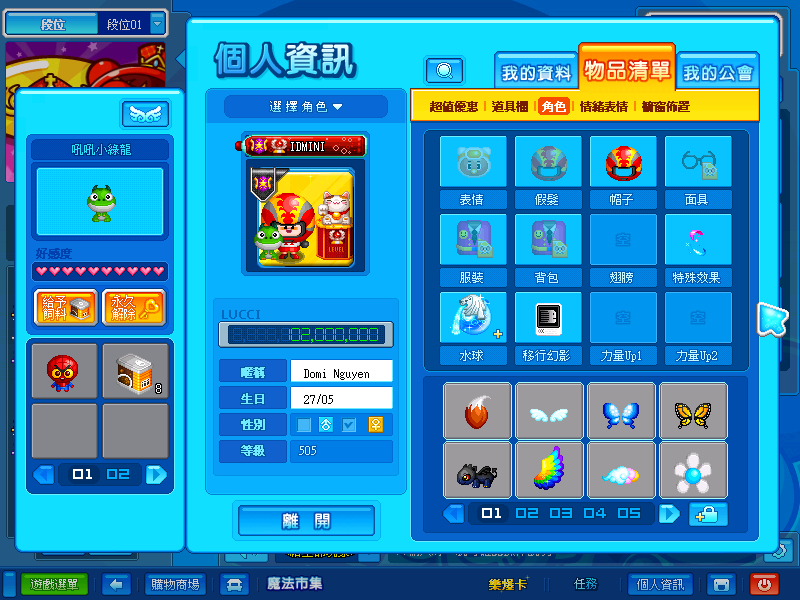 段位 段位01
個人資訊
我的資料 物品清單 我的公會
選擇角色
超值優惠 道具欄 角色 情緒表情 櫥窗佈置
吼吼小綠龍
好感度
給予飼料
永久解除
8
01 02
IDMINI
LEVEL
LUCCI
02,000,000
暱稱 Domi Nguyen
生日 27/05
性別
等級 505
離開
表情 假髮 帽子 面具
服裝 背包 翅膀 特殊效果
空
水球 移行幻影 力量Up1 力量Up2
空 空
01 02 03 04 05
遊戲選單 購物商場 魔法市集 樂爆卡 任務 個人資訊